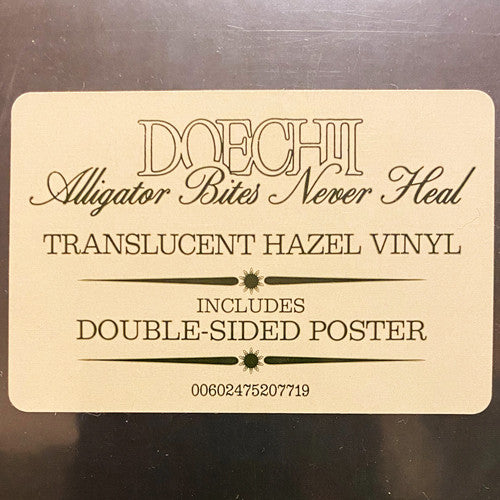 DOECHII
Alligator Bites Never Heal
TRANSLUCENT HAZEL VINYL
INCLUDES
DOUBLE-SIDED POSTER
00602475207719